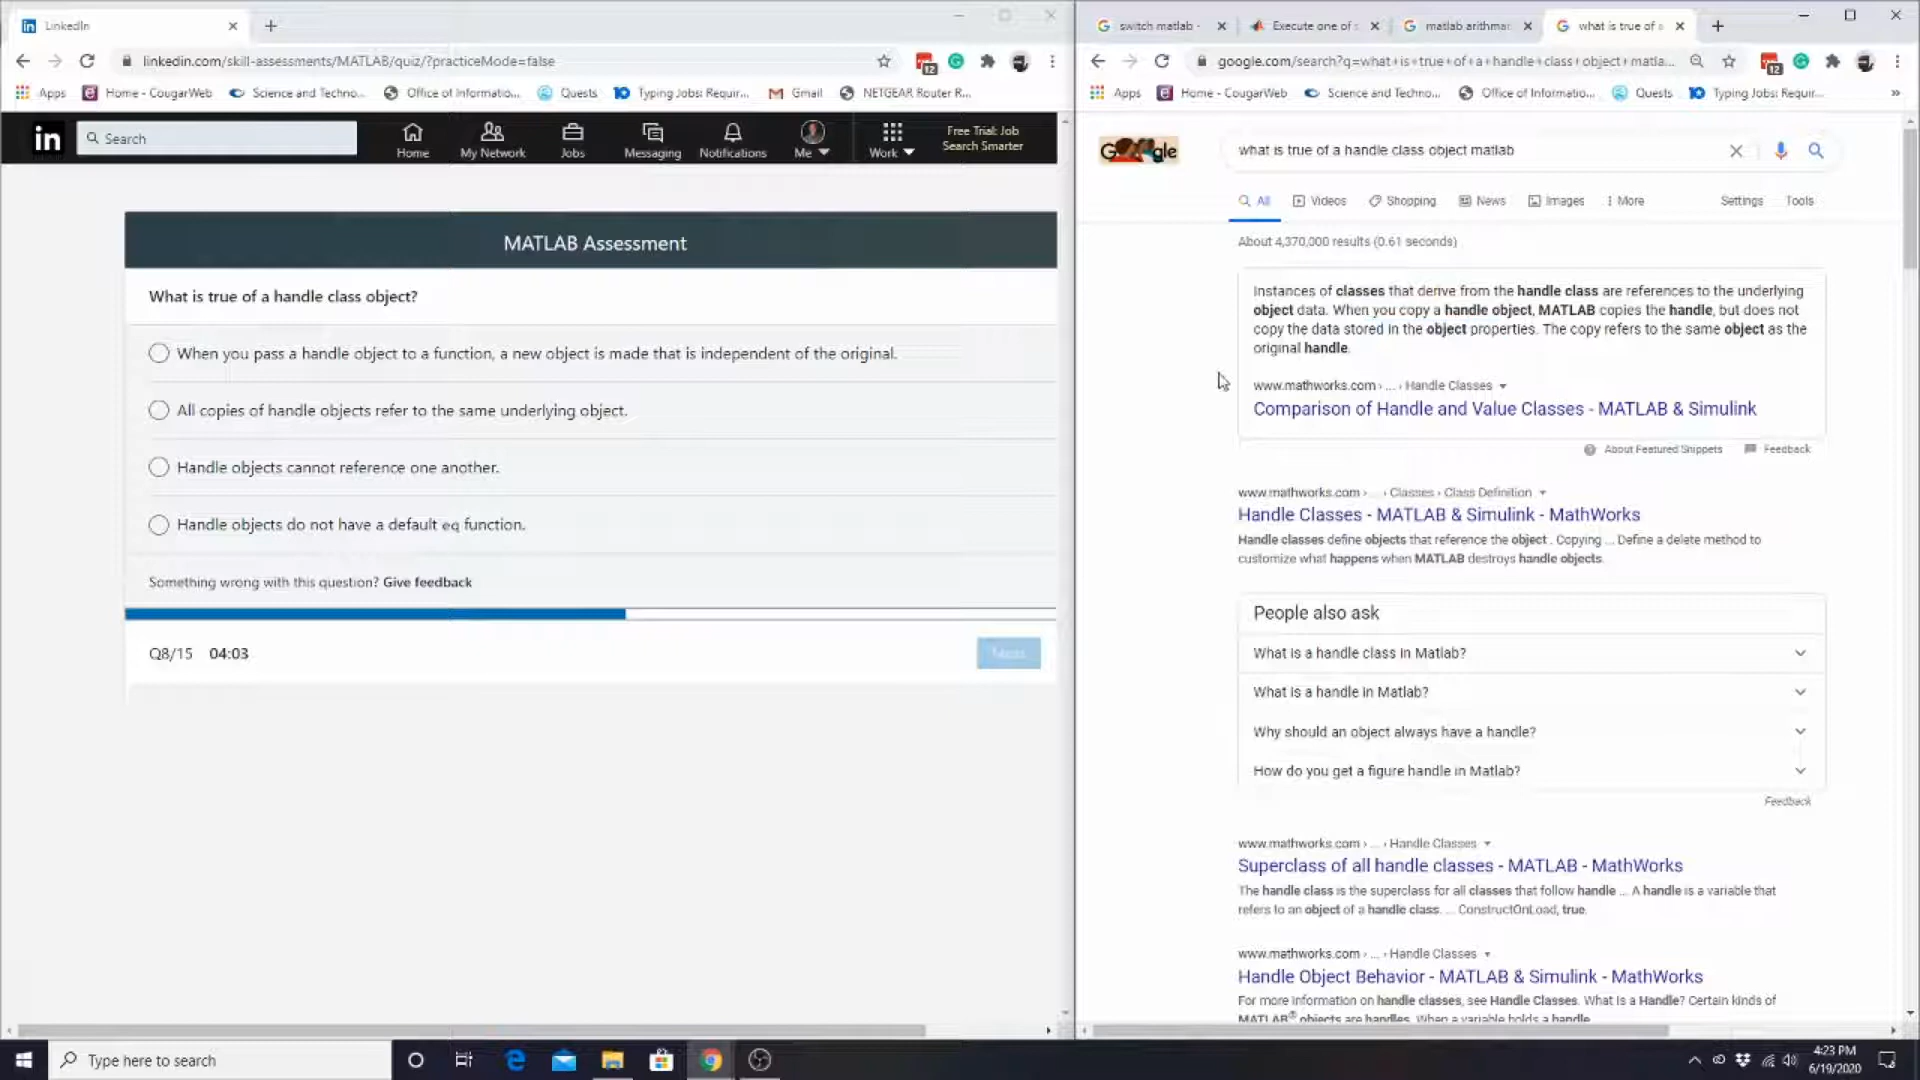 LinkedIn
linkedin.com/skill-assessments/MATLAB/quiz/?practiceMode=false
12
Apps
Home - CougarWeb
Science and Techno...
Office of Informatio...
Quests
Typing Jobs: Requir...
Gmail
NETGEAR Router R...
in
Search
Home
My Network
Jobs
Messaging
Notifications
Me
Work
Free Trial: Job
Search Smarter
MATLAB Assessment
What is true of a handle class object?
When you pass a handle object to a function, a new object is made that is independent of the original.
All copies of handle objects refer to the same underlying object.
Handle objects cannot reference one another.
Handle objects do not have a default eq function.
Something wrong with this question? Give feedback
Q8/15 04:03
Next
switch matlab -
Execute one of s
matlab arithmat
what is true of a
google.com/search?q=what+is+true+of+a+handle+class+object+matla...
12
Apps
Home - CougarWeb
Science and Techno...
Office of Informatio...
Quests
Typing Jobs: Requir...
»
what is true of a handle class object matlab
All
Videos
Shopping
News
Images
More
Settings
Tools
About 4,370,000 results (0.61 seconds)
Instances of classes that derive from the handle class are references to the underlying
object data. When you copy a handle object, MATLAB copies the handle, but does not
copy the data stored in the object properties. The copy refers to the same object as the
original handle.
www.mathworks.com › ... › Handle Classes
Comparison of Handle and Value Classes - MATLAB & Simulink
About Featured Snippets
Feedback
www.mathworks.com › ... › Classes › Class Definition
Handle Classes - MATLAB & Simulink - MathWorks
Handle classes define objects that reference the object . Copying ... Define a delete method to
customize what happens when MATLAB destroys handle objects.
People also ask
What is a handle class in Matlab?
What is a handle in Matlab?
Why should an object always have a handle?
How do you get a figure handle in Matlab?
Feedback
www.mathworks.com › ... › Handle Classes
Superclass of all handle classes - MATLAB - MathWorks
The handle class is the superclass for all classes that follow handle ... A handle is a variable that
refers to an object of a handle class. ... ConstructOnLoad, true.
www.mathworks.com › ... › Handle Classes
Handle Object Behavior - MATLAB & Simulink - MathWorks
For more information on handle classes, see Handle Classes. What Is a Handle? Certain kinds of
MATLAB® objects are handles. When a variable holds a handle
Type here to search
4:23 PM
6/19/2020